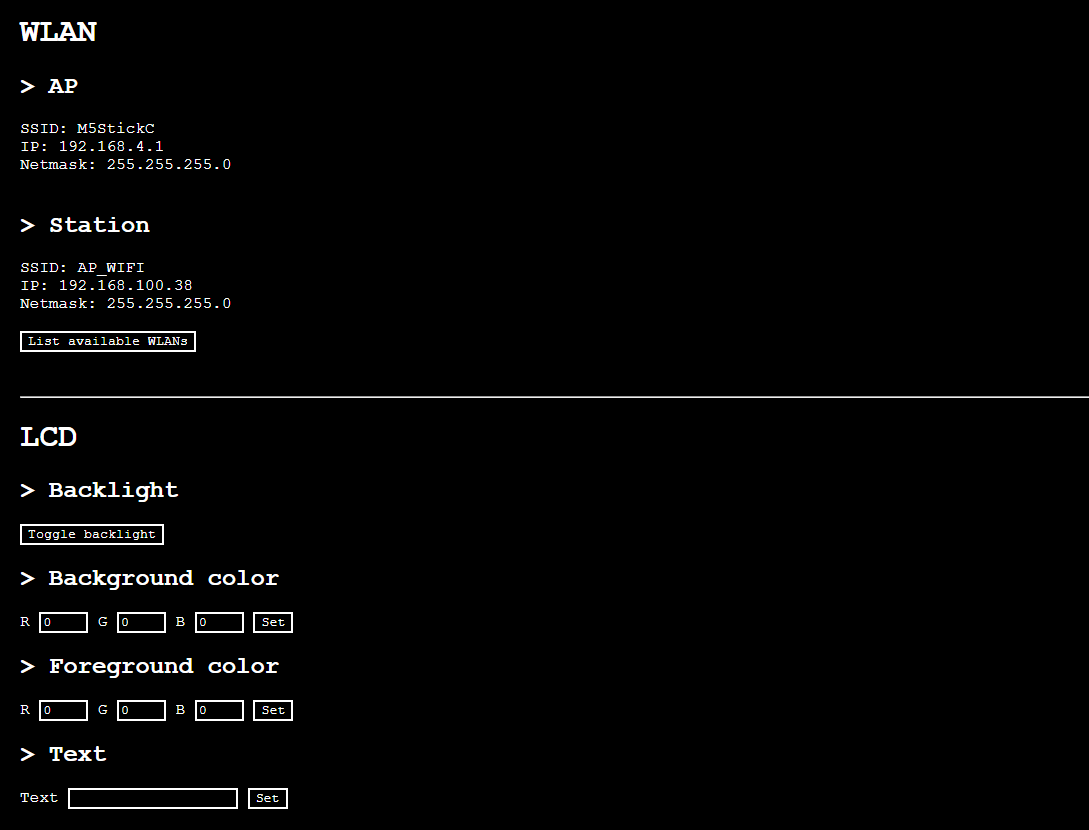 WLAN
> AP
SSID: M5StickC
IP: 192.168.4.1
Netmask: 255.255.255.0
> Station
SSID: AP_WIFI
IP: 192.168.100.38
Netmask: 255.255.255.0
List available WLANs
LCD
> Backlight
Toggle backlight
> Background color
R 0 G 0 B 0 Set
> Foreground color
R 0 G 0 B 0 Set
> Text
Text Set